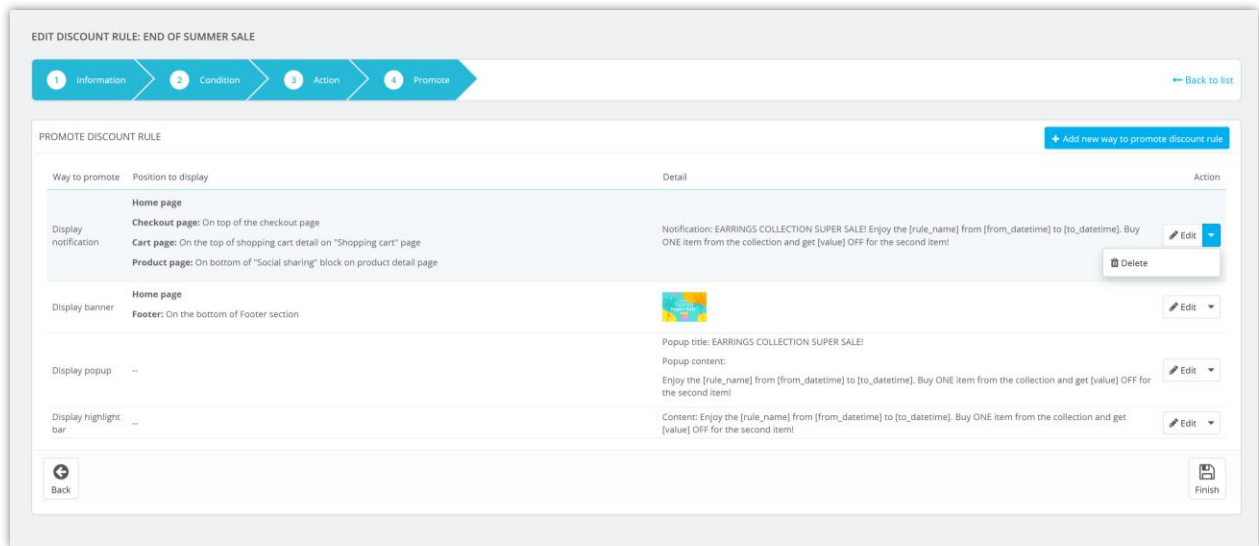 EDIT DISCOUNT RULE: END OF SUMMER SALE
1 Information 2 Condition 3 Action 4 Promote
Back to list
PROMOTE DISCOUNT RULE
+ Add new way to promote discount rule
Way to promote Position to display Detail Action
Display
notification
Home page
Checkout page: On top of the checkout page
Cart page: On the top of shopping cart detail on "Shopping cart" page
Product page: On bottom of "Social sharing" block on product detail page
Notification: EARRINGS COLLECTION SUPER SALE! Enjoy the [rule_name] from [from_datetime] to [to_datetime]. Buy
ONE item from the collection and get [value] OFF for the second item!
Edit
Delete
Display banner
Home page
Footer: On the bottom of Footer section
Edit
Display popup
--
Popup title: EARRINGS COLLECTION SUPER SALE!
Popup content:
Enjoy the [rule_name] from [from_datetime] to [to_datetime]. Buy ONE item from the collection and get [value] OFF for
the second item!
Edit
Display highlight
bar
--
Content: Enjoy the [rule_name] from [from_datetime] to [to_datetime]. Buy ONE item from the collection and get
[value] OFF for the second item!
Edit
Back
Finish